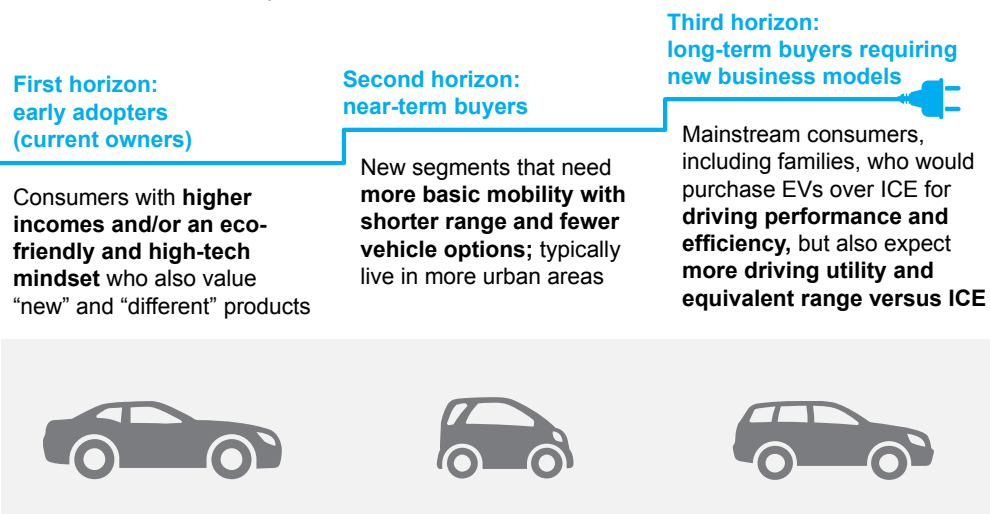 First horizon:
early adopters
(current owners)
Consumers with higher
incomes and/or an eco-
friendly and high-tech
mindset who also value
“new” and “different” products
Second horizon:
near-term buyers
New segments that need
more basic mobility with
shorter range and fewer
vehicle options; typically
live in more urban areas
Third horizon:
long-term buyers requiring
new business models
Mainstream consumers,
including families, who would
purchase EVs over ICE for
driving performance and
efficiency, but also expect
more driving utility and
equivalent range versus ICE